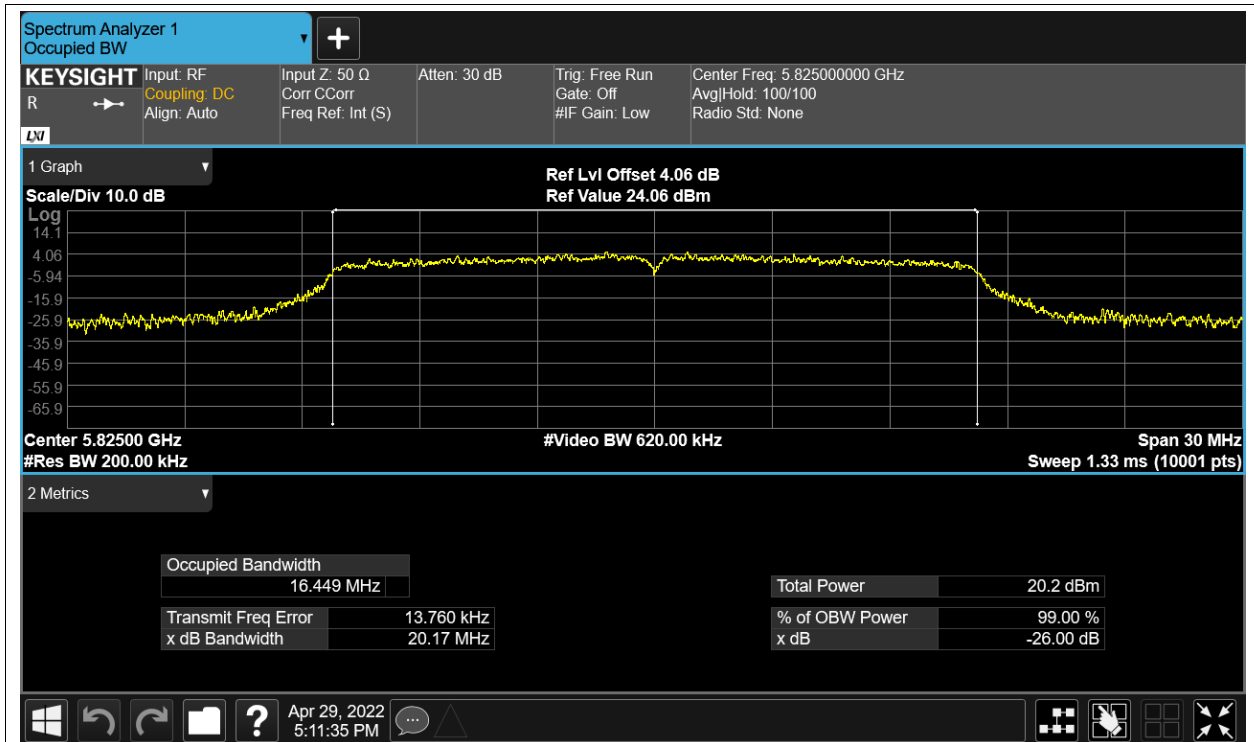 Spectrum Analyzer 1
Occupied BW
KEYSIGHT Input: RF Input Z: 50 Ω Atten: 30 dB Trig: Free Run Center Freq: 5.825000000 GHz
R Coupling: DC Corr CCorr Gate: Off Avg|Hold: 100/100
Align: Auto Freq Ref: Int (S) #IF Gain: Low Radio Std: None
LXI
1 Graph
Ref Lvl Offset 4.06 dB
Scale/Div 10.0 dB Ref Value 24.06 dBm
Log
14.1
4.06
-5.94
-15.9
-25.9
-35.9
-45.9
-55.9
-65.9
Center 5.82500 GHz #Video BW 620.00 kHz Span 30 MHz
#Res BW 200.00 kHz Sweep 1.33 ms (10001 pts)
2 Metrics
Occupied Bandwidth
16.449 MHz Total Power 20.2 dBm
Transmit Freq Error 13.760 kHz % of OBW Power 99.00 %
x dB Bandwidth 20.17 MHz x dB -26.00 dB
? Apr 29, 2022
5:11:35 PM